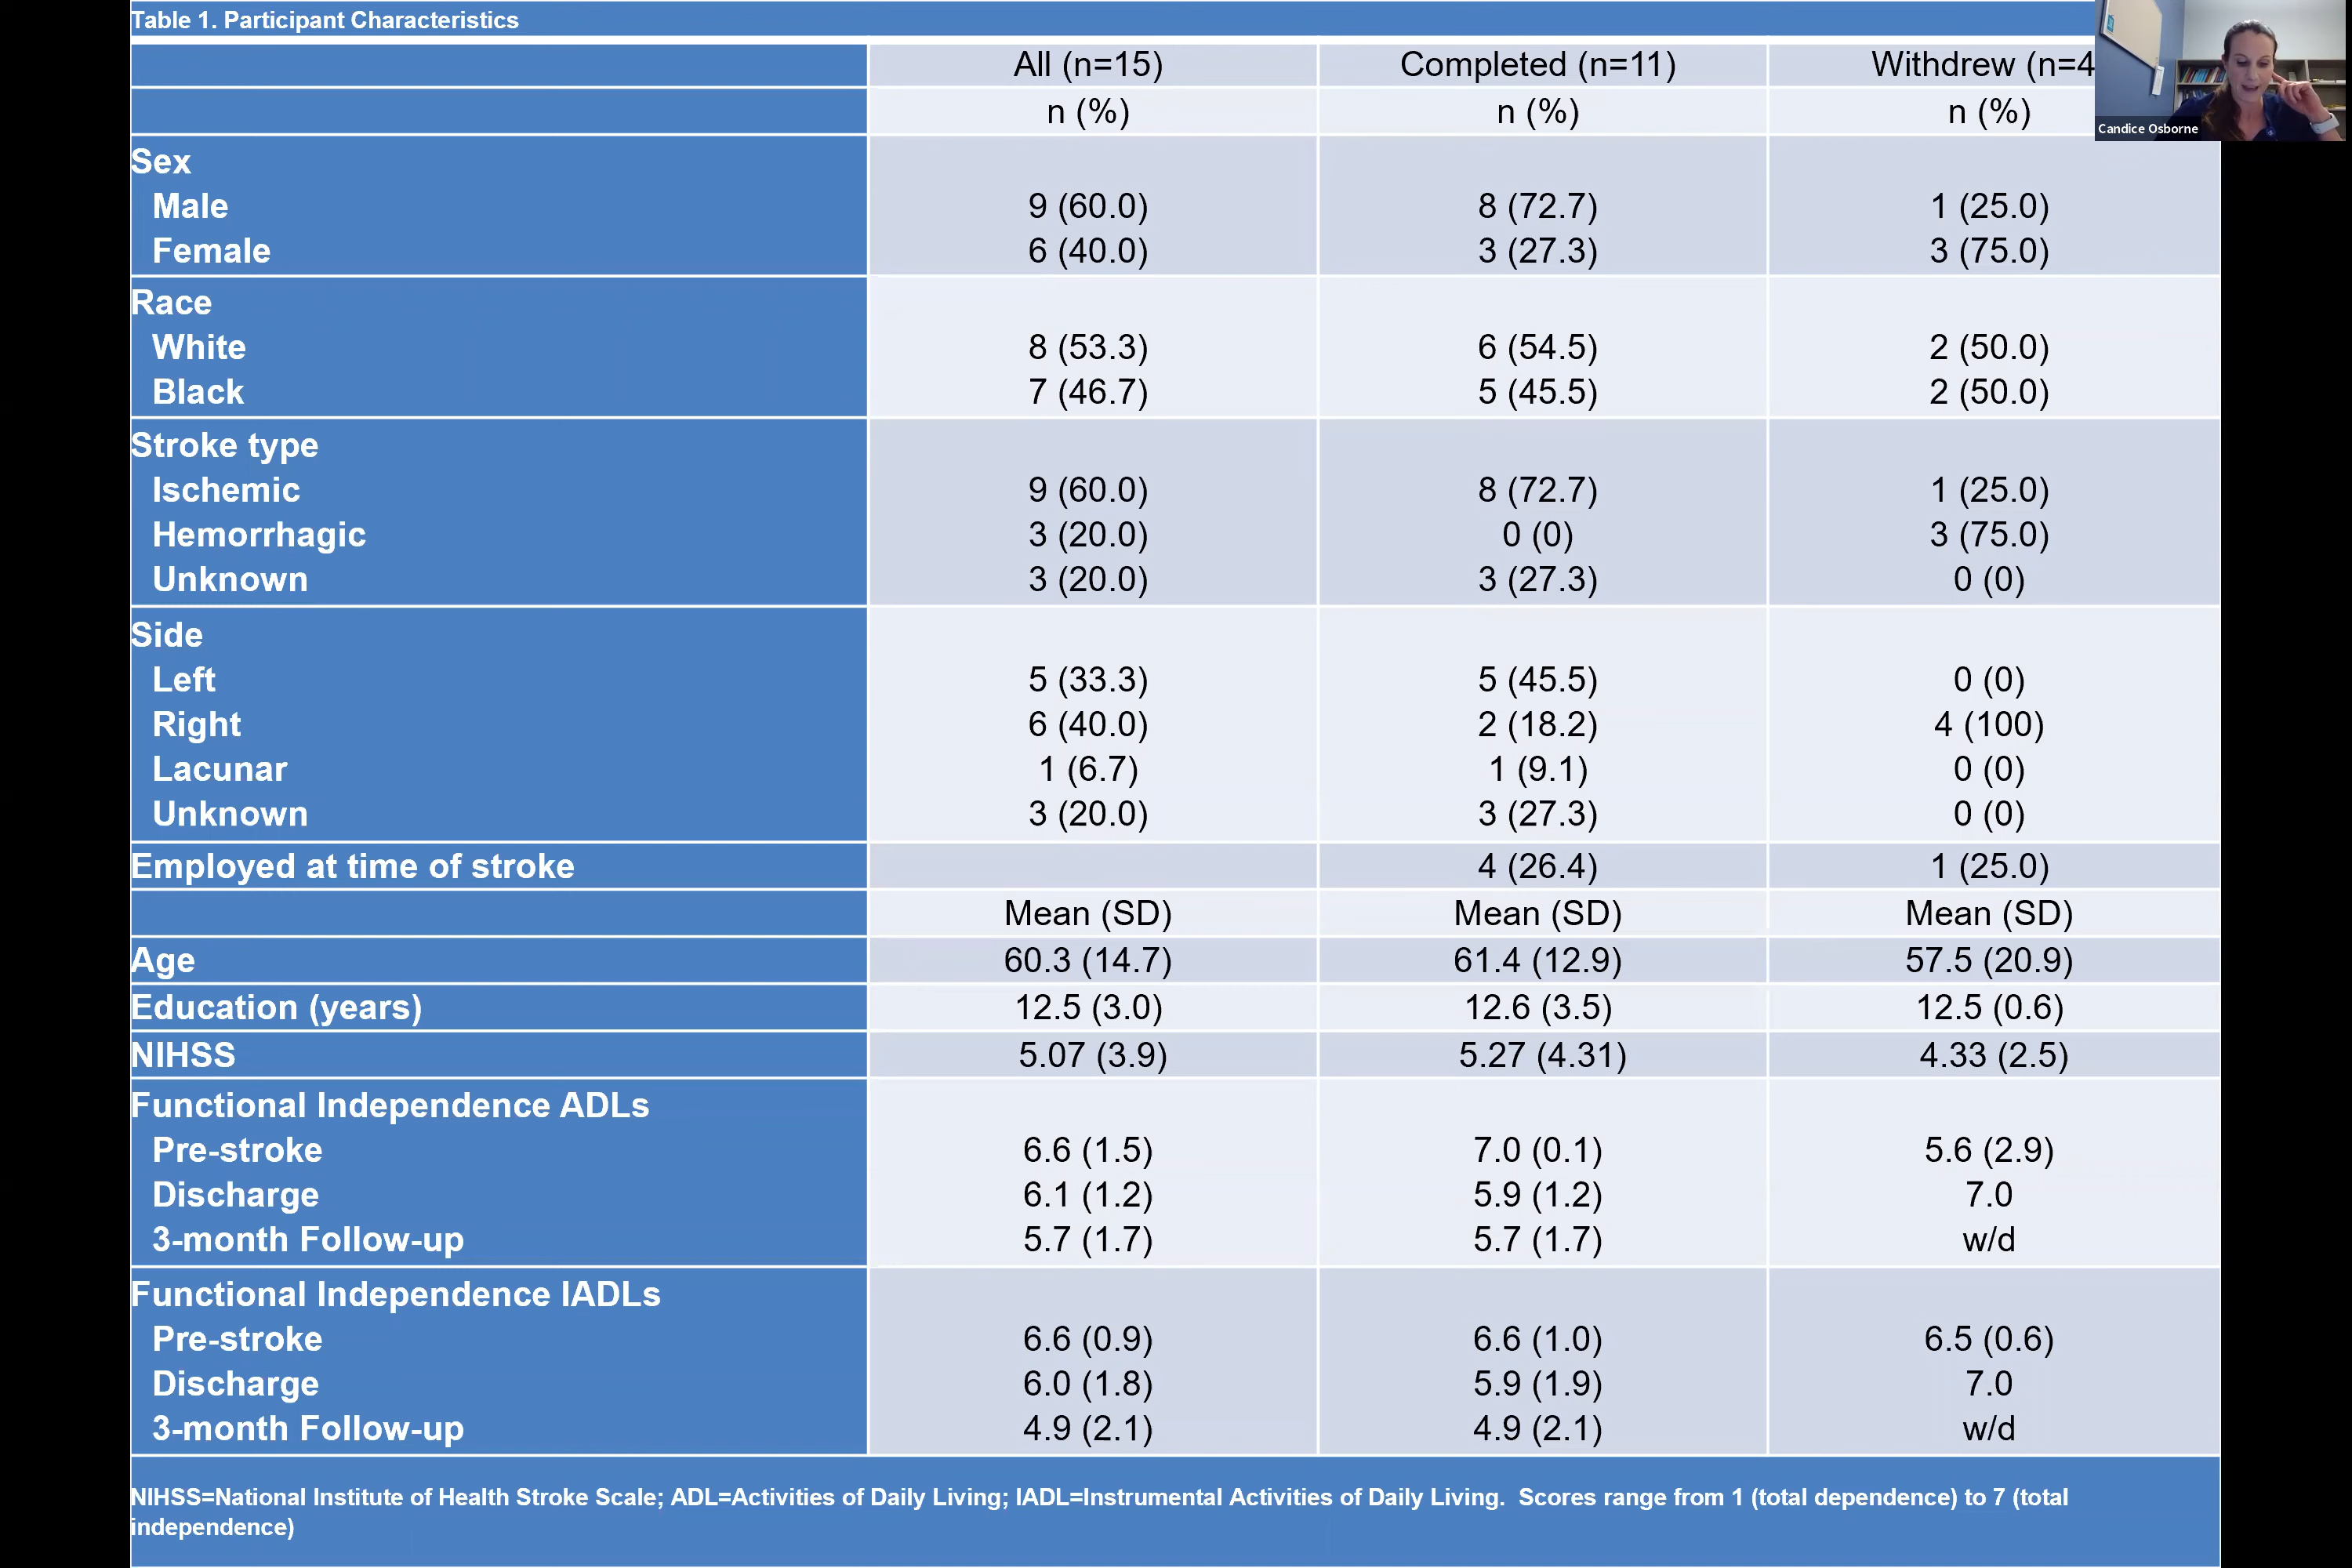 Table 1. Participant Characteristics
All (n=15) Completed (n=11) Withdrew (n=4
n (%) n (%) n (%)
Candice Osborne
Sex
Male 9 (60.0) 8 (72.7) 1 (25.0)
Female 6 (40.0) 3 (27.3) 3 (75.0)
Race
White 8 (53.3) 6 (54.5) 2 (50.0)
Black 7 (46.7) 5 (45.5) 2 (50.0)
Stroke type
Ischemic 9 (60.0) 8 (72.7) 1 (25.0)
Hemorrhagic 3 (20.0) 0 (0) 3 (75.0)
Unknown 3 (20.0) 3 (27.3) 0 (0)
Side
Left 5 (33.3) 5 (45.5) 0 (0)
Right 6 (40.0) 2 (18.2) 4 (100)
Lacunar 1 (6.7) 1 (9.1) 0 (0)
Unknown 3 (20.0) 3 (27.3) 0 (0)
Employed at time of stroke 4 (26.4) 1 (25.0)
Mean (SD) Mean (SD) Mean (SD)
Age 60.3 (14.7) 61.4 (12.9) 57.5 (20.9)
Education (years) 12.5 (3.0) 12.6 (3.5) 12.5 (0.6)
NIHSS 5.07 (3.9) 5.27 (4.31) 4.33 (2.5)
Functional Independence ADLs
Pre-stroke 6.6 (1.5) 7.0 (0.1) 5.6 (2.9)
Discharge 6.1 (1.2) 5.9 (1.2) 7.0
3-month Follow-up 5.7 (1.7) 5.7 (1.7) w/d
Functional Independence IADLs
Pre-stroke 6.6 (0.9) 6.6 (1.0) 6.5 (0.6)
Discharge 6.0 (1.8) 5.9 (1.9) 7.0
3-month Follow-up 4.9 (2.1) 4.9 (2.1) w/d
NIHSS=National Institute of Health Stroke Scale; ADL=Activities of Daily Living; IADL=Instrumental Activities of Daily Living. Scores range from 1 (total dependence) to 7 (total
independence)